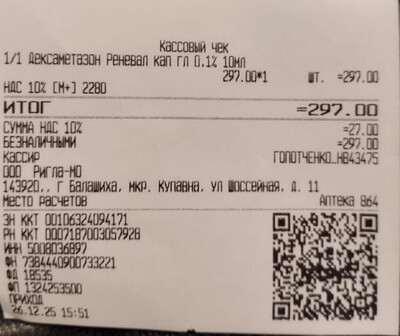 Кассовый чек
1/1 Дексаметазон Реневал кап гл 0,1% 10мл
297.00*1 шт. =297.00
НДС 10% [М+] 2280
ИТОГ =297.00
СУММА НДС 10% =27.00
БЕЗНАЛИЧНЫМИ =297.00
Кассир ГОПОТЧЕНКО_НВ43475
ООО Ригла-МО
143920,, г Балашиха, мкр. Купавна, ул Шоссейная, д. 11
Место расчетов Аптека 864
ЗН ККТ 00106324094171
РН ККТ 0007187003057928
ИНН 5008036897
ФН 7384440900733221
ФД 18535
ФП 1324253500
ПРИХОД
26.12.25 15:51